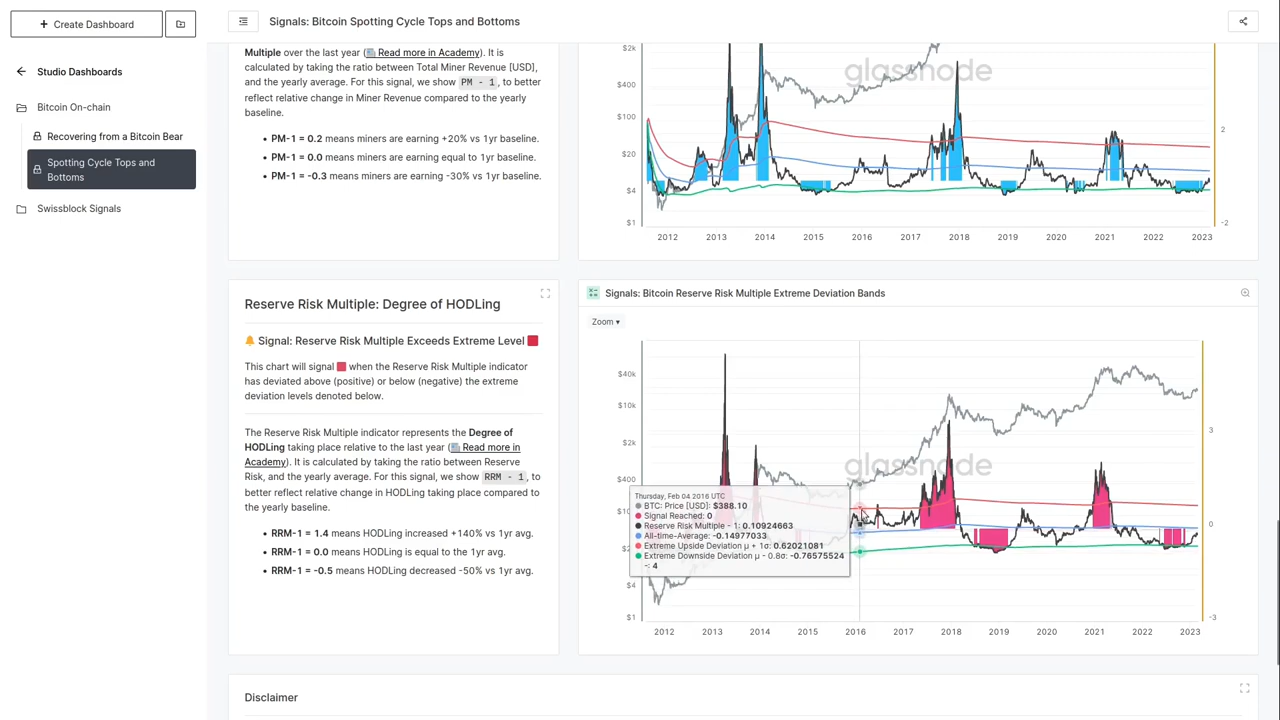 Create Dashboard
Studio Dashboards
Bitcoin On-chain
Recovering from a Bitcoin Bear
Spotting Cycle Tops and
Bottoms
Swissblock Signals
Signals: Bitcoin Spotting Cycle Tops and Bottoms
Multiple over the last year (Read more in Academy). It is
calculated by taking the ratio between Total Miner Revenue [USD],
and the yearly average. For this signal, we show PM - 1, to better
reflect relative change in Miner Revenue compared to the yearly
baseline.
• PM-1 = 0.2 means miners are earning +20% vs 1yr baseline.
• PM-1 = 0.0 means miners are earning equal to 1yr baseline.
• PM-1 = -0.3 means miners are earning -30% vs 1yr baseline.
$2k
$400
$100
$20
$4
$1
glassnode
2
-2
2012 2013 2014 2015 2016 2017 2018 2019 2020 2021 2022 2023
Reserve Risk Multiple: Degree of HODLing
Signal: Reserve Risk Multiple Exceeds Extreme Level
This chart will signal when the Reserve Risk Multiple indicator
has deviated above (positive) or below (negative) the extreme
deviation levels denoted below.
The Reserve Risk Multiple indicator represents the Degree of
HODLing taking place relative to the last year (Read more in
Academy). It is calculated by taking the ratio between Reserve
Risk, and the yearly average. For this signal, we show RRM - 1, to
better reflect relative change in HODLing taking place compared to
the yearly baseline.
• RRM-1 = 1.4 means HODLing increased +140% vs 1yr avg.
• RRM-1 = 0.0 means HODLing is equal to the 1yr avg.
• RRM-1 = -0.5 means HODLing decreased -50% vs 1yr avg.
Signals: Bitcoin Reserve Risk Multiple Extreme Deviation Bands
Zoom ▾
$40k
$10k
$2k
$400
$10
$2
$4
$1
glassnode
3
0
-3
Thursday, Feb 04 2016 UTC
BTC: Price [USD]: $388.10
Signal Reached: 0
Reserve Risk Multiple - 1: 0.10924663
All-time-Average: -0.14977033
Extreme Upside Deviation μ + 1σ: 0.62021081
Extreme Downside Deviation μ - 0.8σ: -0.76575524
-: 4
2012 2013 2014 2015 2016 2017 2018 2019 2020 2021 2022 2023
Disclaimer